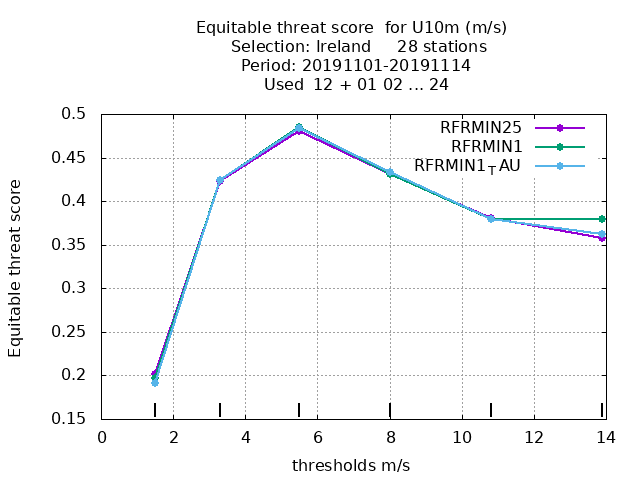 Equitable threat score  for U10m (m/s)
Selection: Ireland     28 stations
Period: 20191101-20191114
Used  12 + 01 02 ... 24
RFRMIN25
RFRMIN1
RFRMIN1TAU
Equitable threat score
0.5
0.45
0.4
0.35
0.3
0.25
0.2
0.15
0 2 4 6 8 10 12 14
thresholds m/s